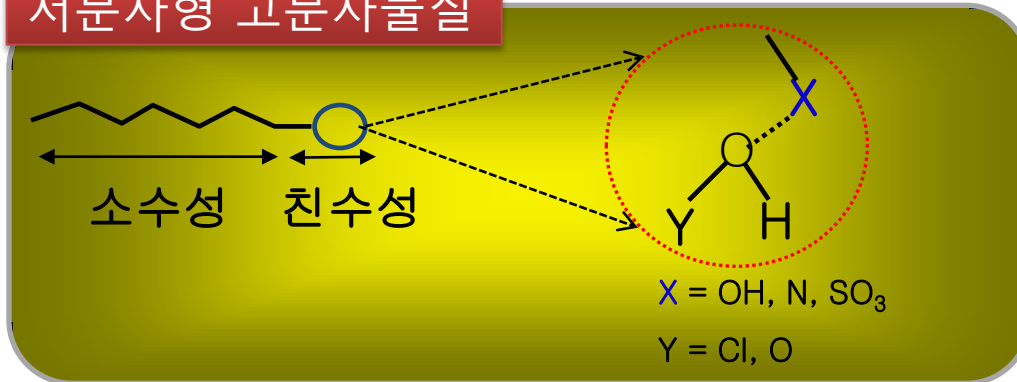 저분자형 고분자물질
X
O
Y H
소수성 친수성
X = OH, N, SO₃
Y = Cl, O